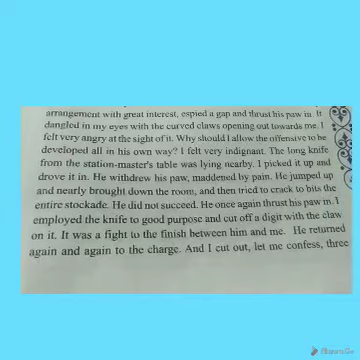 arrangement with great interest, espied a gap and thrust his paw in. It
dangled in my eyes with the curved claws opening out towards me. I
felt very angry at the sight of it. Why should I allow the offensive to be
developed all in his own way? I felt very indignant. The long knife
from the station-master's table was lying nearby. I picked it up and
drove it in. He withdrew his paw, maddened by pain. He jumped up
and nearly brought down the room, and then tried to crack to bits the
entire stockade. He did not succeed. He once again thrust his paw in. I
employed the knife to good purpose and cut off a digit with the claw
on it. It was a fight to the finish between him and me. He returned
again and again to the charge. And I cut out, let me confess, three